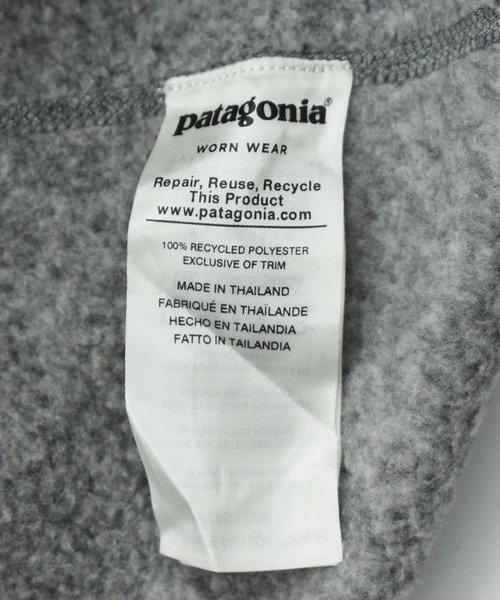 patagonia®
WORN WEAR
Repair, Reuse, Recycle
This Product
www.patagonia.com
100% RECYCLED POLYESTER
EXCLUSIVE OF TRIM
MADE IN THAILAND
FABRIQUÉ EN THAÏLANDE
HECHO EN TAILANDIA
FATTO IN TAILANDIA